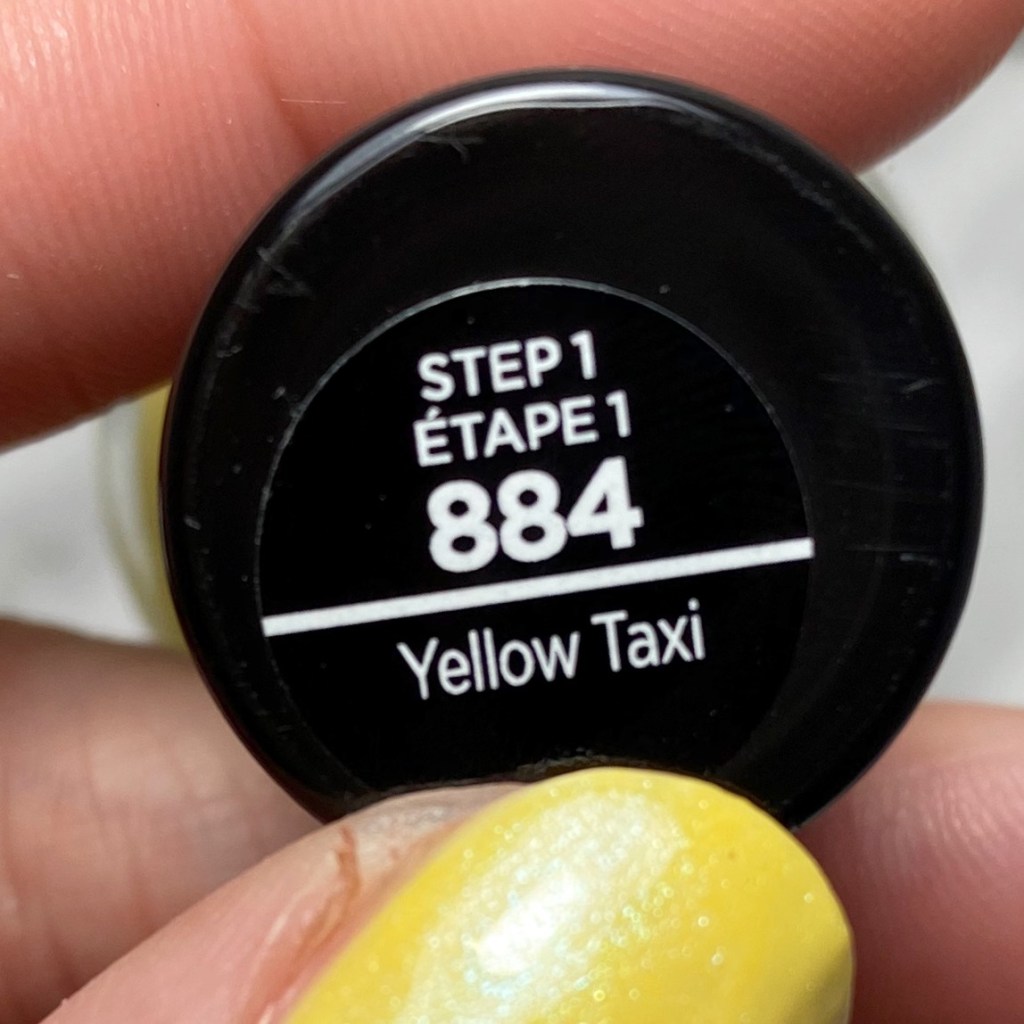 STEP 1
ÉTAPE 1
884
Yellow Taxi